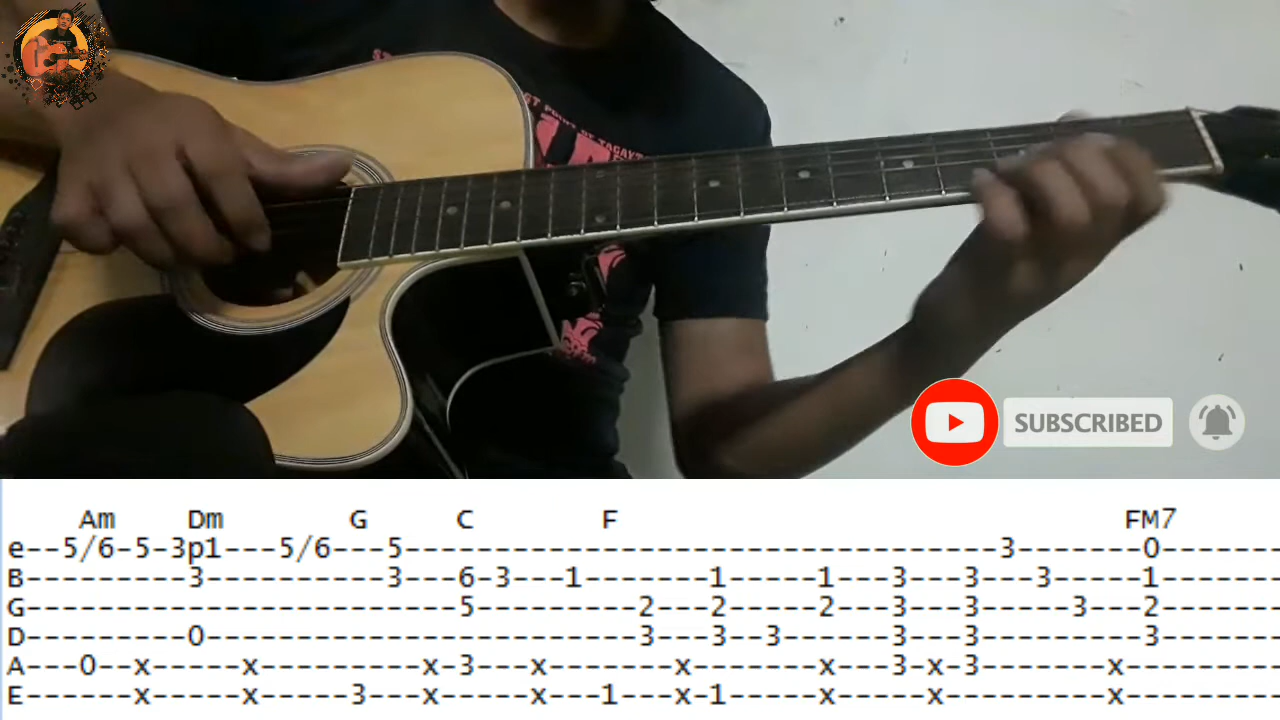 SUBSCRIBED
Am Dm G C F FM7
e--5/6-5-3p1---5/6---5---------------------------------3-------0-------
B---------3----------3---6-3---1-------1-----1---3---3---3-----1-------
G------------------------5---------2---2-----2---3---3-----3---2-------
D---------0------------------------3---3--3------3---3---------3-------
A---0--x-----x---------x-3---x-------x-------x---3-x-3-------x---------
E------x-----x-----3---x-----x---1---x-1-----x-----x---------x---------